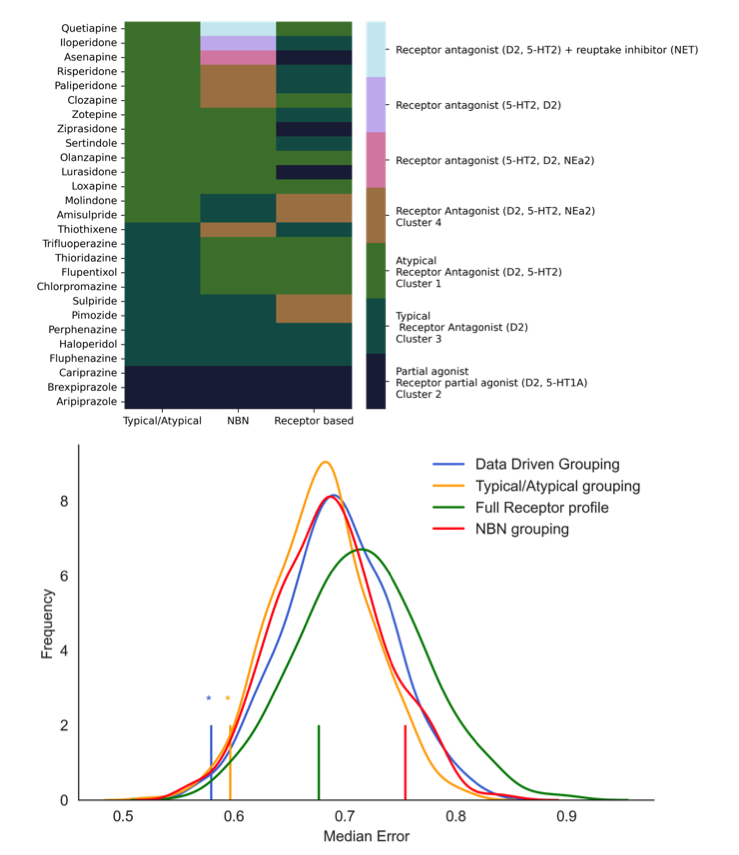 Quetiapine
Iloperidone
Asenapine
Risperidone
Paliperidone
Clozapine
Zotepine
Ziprasidone
Sertindole
Olanzapine
Lurasidone
Loxapine
Molindone
Amisulpride
Thiothixene
Trifluoperazine
Thioridazine
Flupentixol
Chlorpromazine
Sulpiride
Pimozide
Perphenazine
Haloperidol
Fluphenazine
Cariprazine
Brexpiprazole
Aripiprazole
Typical/Atypical
NBN
Receptor based
Receptor antagonist (D2, 5-HT2) + reuptake inhibitor (NET)
Receptor antagonist (5-HT2, D2)
Receptor antagonist (5-HT2, D2, NEa2)
Receptor Antagonist (D2, 5-HT2, NEa2)
Cluster 4
Atypical
Receptor Antagonist (D2, 5-HT2)
Cluster 1
Typical
Receptor Antagonist (D2)
Cluster 3
Partial agonist
Receptor partial agonist (D2, 5-HT1A)
Cluster 2
Data Driven Grouping
Typical/Atypical grouping
Full Receptor profile
NBN grouping
Frequency
8
6
4
2
0
* *
0.5 0.6 0.7 0.8 0.9
Median Error